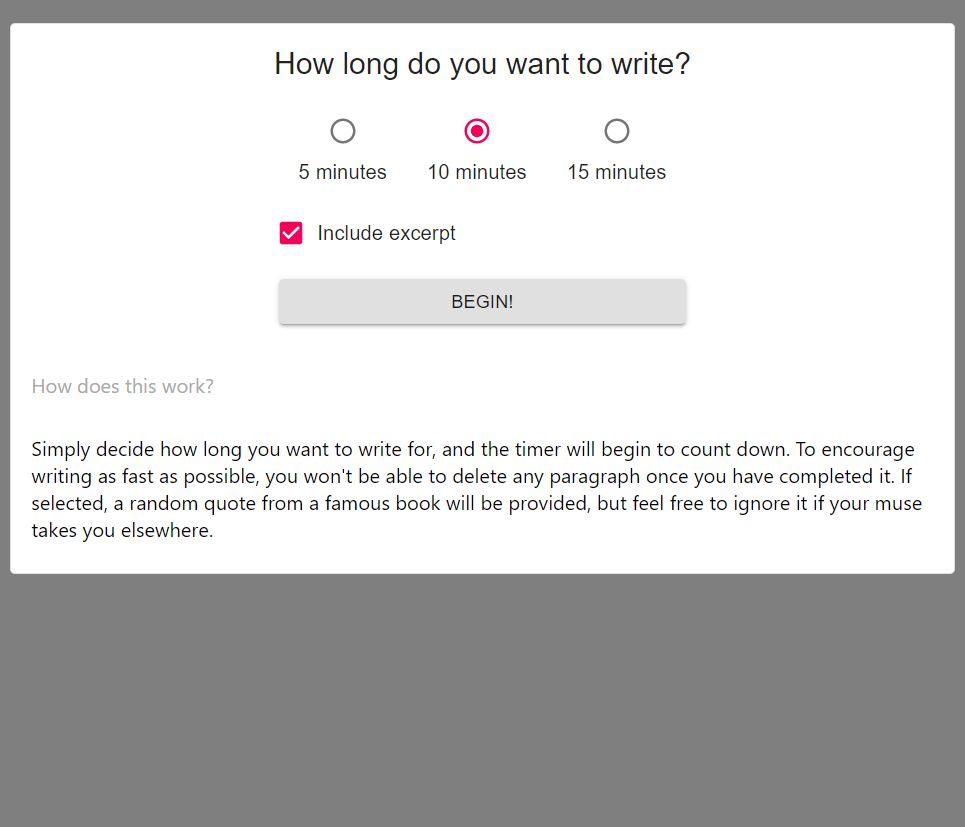 How long do you want to write?
5 minutes 10 minutes 15 minutes
Include excerpt
BEGIN!
How does this work?
Simply decide how long you want to write for, and the timer will begin to count down. To encourage
writing as fast as possible, you won't be able to delete any paragraph once you have completed it. If
selected, a random quote from a famous book will be provided, but feel free to ignore it if your muse
takes you elsewhere.